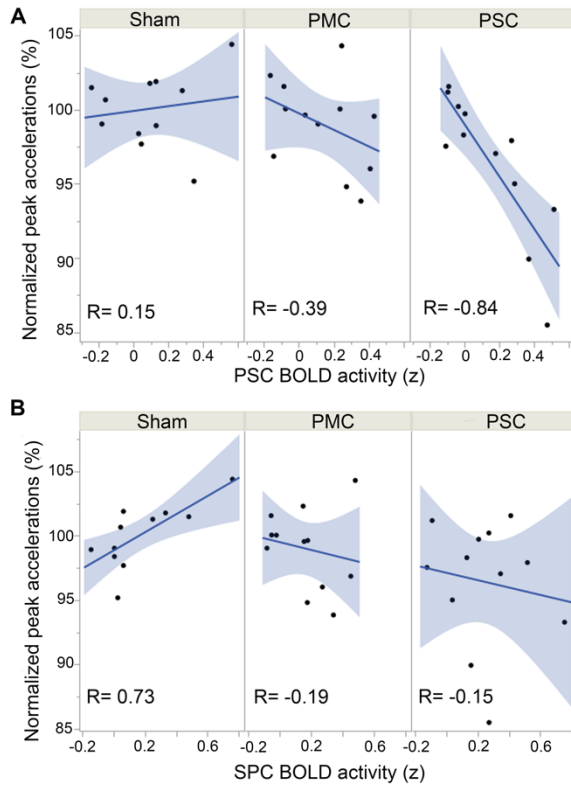 A
Sham PMC PSC
Normalized peak accelerations (%)
105
100
95
90
85
R= 0.15 R= -0.39 R= -0.84
-0.2 0 0.2 0.4 -0.2 0 0.2 0.4 -0.2 0 0.2 0.4
PSC BOLD activity (z)
B
Sham PMC PSC
Normalized peak accelerations (%)
105
100
95
90
85
R= 0.73 R= -0.19 R= -0.15
-0.2 0.2 0.6 -0.2 0.2 0.6 -0.2 0.2 0.6
SPC BOLD activity (z)